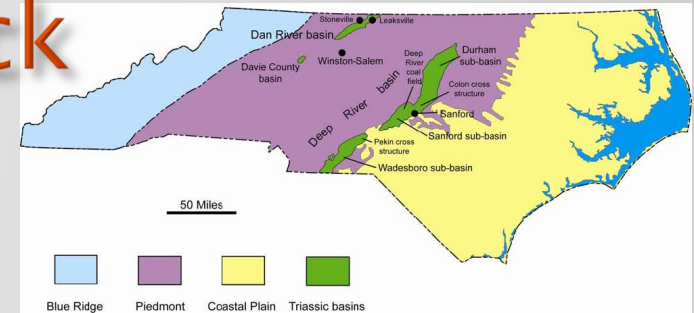 ck
Stoneville
Leaksville
Dan River basin
Davie County
basin
Winston-Salem
Deep
River
coal
field
Durham
sub-basin
Colon cross
structure
Deep River basin
Sanford
Sanford sub-basin
Pekin cross
structure
Wadesboro sub-basin
50 Miles
Blue Ridge
Piedmont
Coastal Plain
Triassic basins